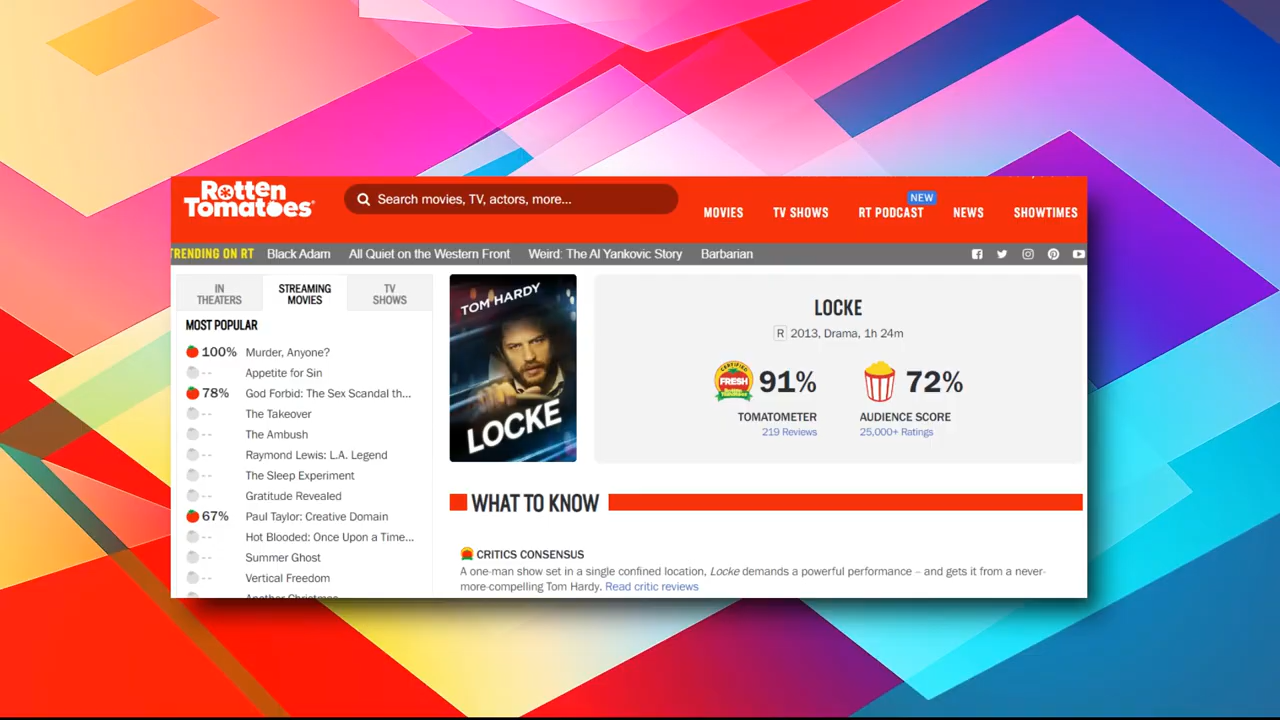 Rotten
Tomatoes
Search movies, TV, actors, more...
MOVIES
TV SHOWS
NEW
RT PODCAST
NEWS
SHOWTIMES
TRENDING ON RT
Black Adam
All Quiet on the Western Front
Weird: The Al Yankovic Story
Barbarian
IN
THEATERS
STREAMING
MOVIES
TV
SHOWS
MOST POPULAR
100% Murder, Anyone?
-- Appetite for Sin
78% God Forbid: The Sex Scandal th...
-- The Takeover
-- The Ambush
-- Raymond Lewis: L.A. Legend
-- The Sleep Experiment
-- Gratitude Revealed
67% Paul Taylor: Creative Domain
-- Hot Blooded: Once Upon a Time...
-- Summer Ghost
-- Vertical Freedom
TOM HARDY
LOCKE
LOCKE
R 2013, Drama, 1h 24m
CERTIFIED
FRESH
Rotten
Tomatoes
91%
TOMATOMETER
219 Reviews
72%
AUDIENCE SCORE
25,000+ Ratings
WHAT TO KNOW
CRITICS CONSENSUS
A one-man show set in a single confined location, Locke demands a powerful performance – and gets it from a never-
more-compelling Tom Hardy. Read critic reviews